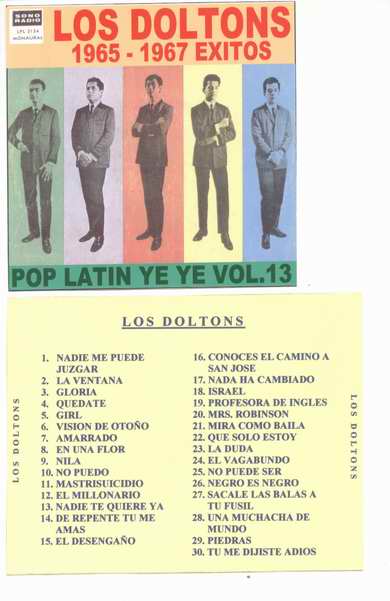 SONO
RADIO
LPL 2134
MONAURAL
LOS DOLTONS
1965 - 1967 EXITOS
POP LATIN YE YE VOL.13
LOS DOLTONS
LOS DOLTONS
1. NADIE ME PUEDE
JUZGAR
2. LA VENTANA
3. GLORIA
4. QUEDATE
5. GIRL
6. VISION DE OTOÑO
7. AMARRADO
8. EN UNA FLOR
9. NILA
10. NO PUEDO
11. MASTRISUICIDIO
12. EL MILLONARIO
13. NADIE TE QUIERE YA
14. DE REPENTE TU ME
AMAS
15. EL DESENGAÑO
16. CONOCES EL CAMINO A
SAN JOSE
17. NADA HA CAMBIADO
18. ISRAEL
19. PROFESORA DE INGLES
20. MRS. ROBINSON
21. MIRA COMO BAILA
22. QUE SOLO ESTOY
23. LA DUDA
24. EL VAGABUNDO
25. NO PUEDE SER
26. NEGRO ES NEGRO
27. SACALE LAS BALAS A
TU FUSIL
28. UNA MUCHACHA DE
MUNDO
29. PIEDRAS
30. TU ME DIJISTE ADIOS
LOS DOLTONS